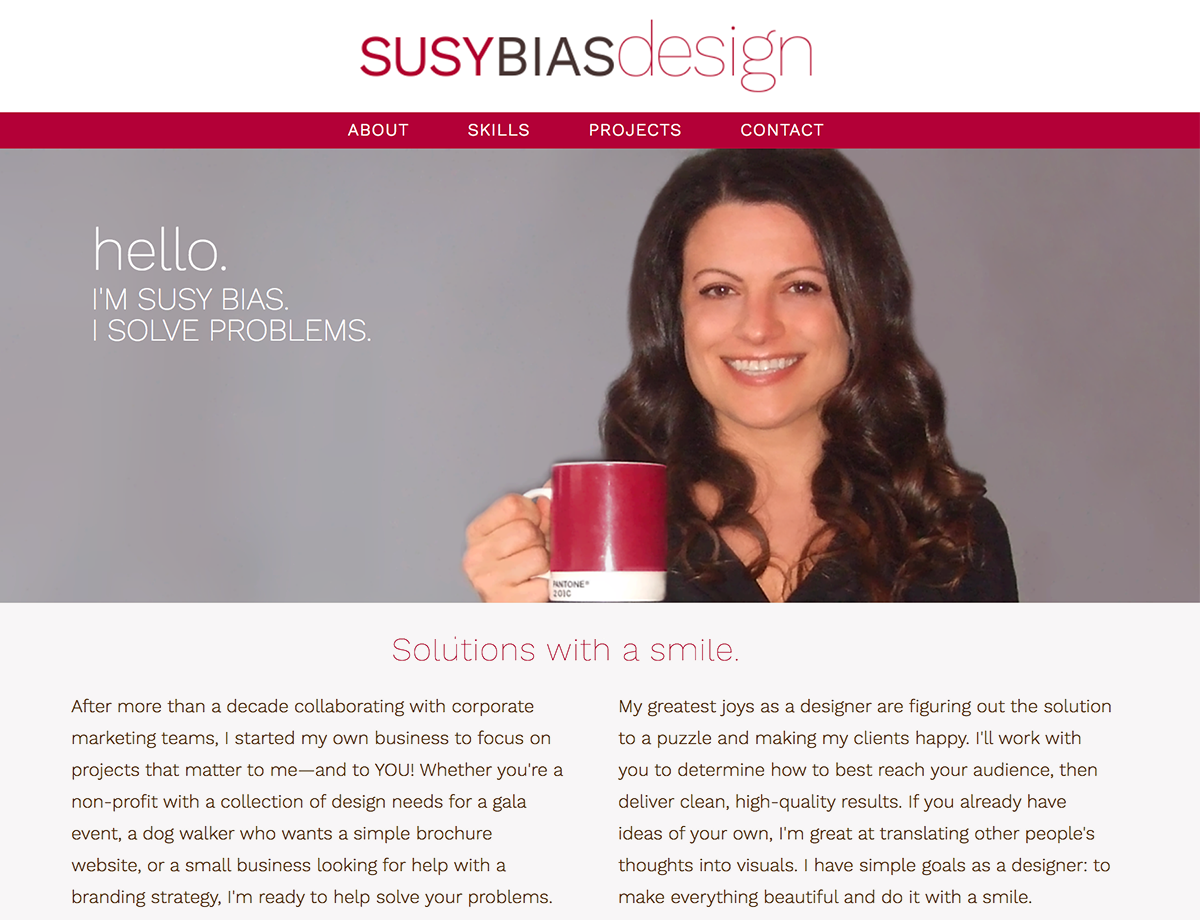 SUSYBIASdesign
ABOUT SKILLS PROJECTS CONTACT
hello.
I'M SUSY BIAS.
I SOLVE PROBLEMS.
PANTONE®
201C
Solutions with a smile.
After more than a decade collaborating with corporate
marketing teams, I started my own business to focus on
projects that matter to me—and to YOU! Whether you're a
non-profit with a collection of design needs for a gala
event, a dog walker who wants a simple brochure
website, or a small business looking for help with a
branding strategy, I'm ready to help solve your problems.
My greatest joys as a designer are figuring out the solution
to a puzzle and making my clients happy. I'll work with
you to determine how to best reach your audience, then
deliver clean, high-quality results. If you already have
ideas of your own, I'm great at translating other people's
thoughts into visuals. I have simple goals as a designer: to
make everything beautiful and do it with a smile.